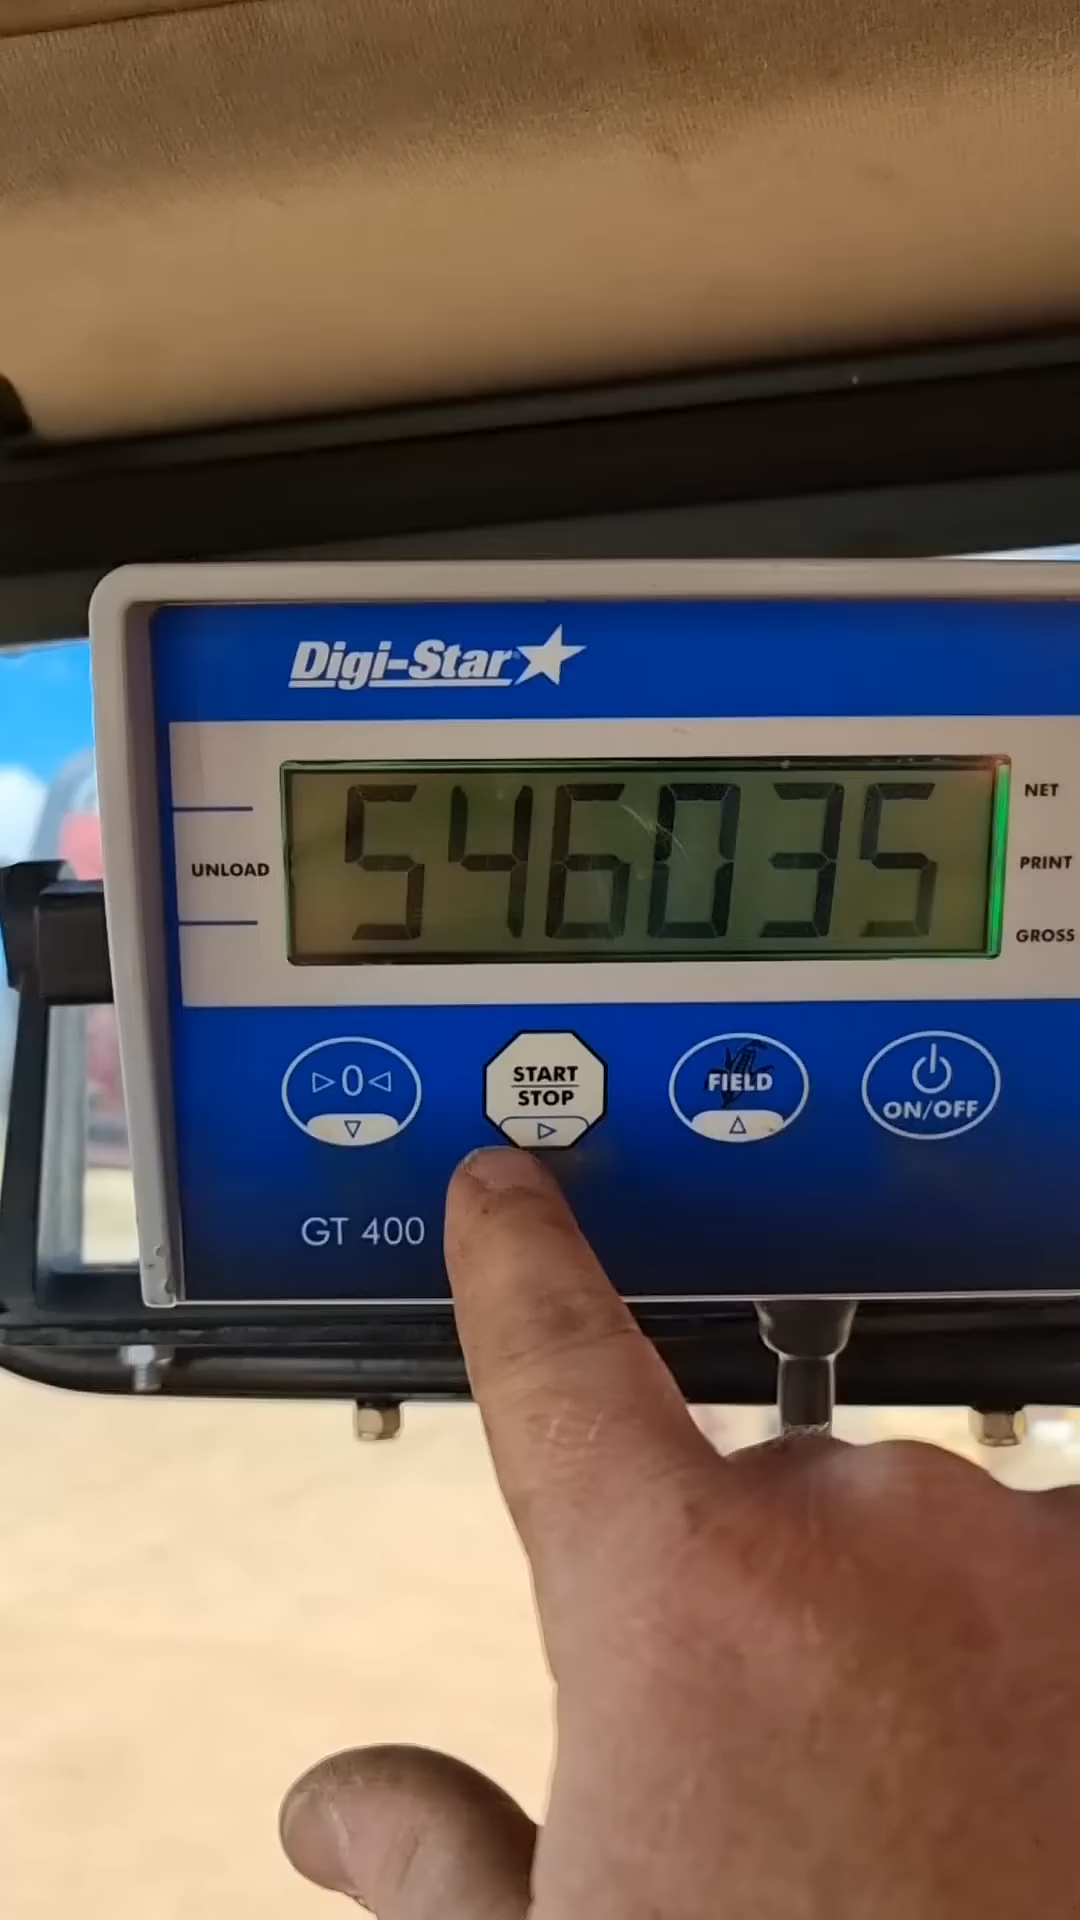 Digi-Star
NET
546035
UNLOAD
PRINT
GROSS
0
START
STOP
FIELD
ON/OFF
GT 400